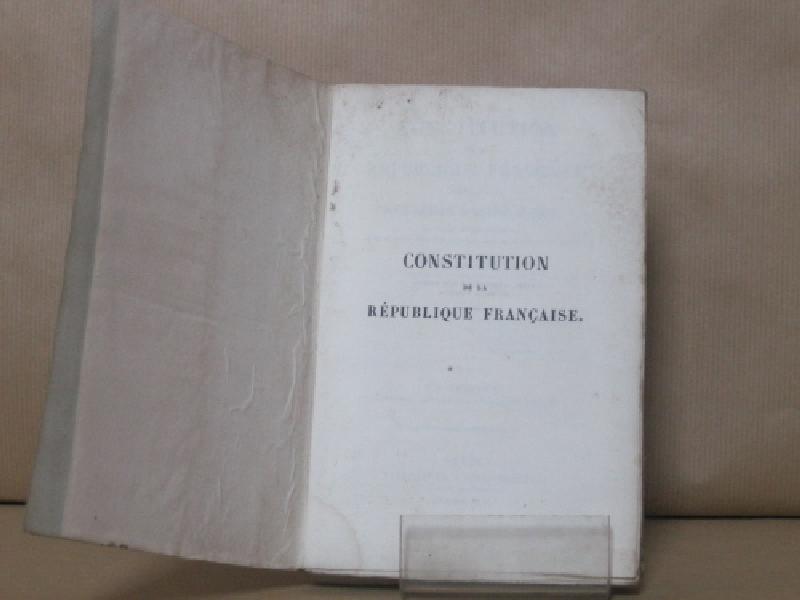 CONSTITUTION
DE LA
RÉPUBLIQUE FRANÇAISE.